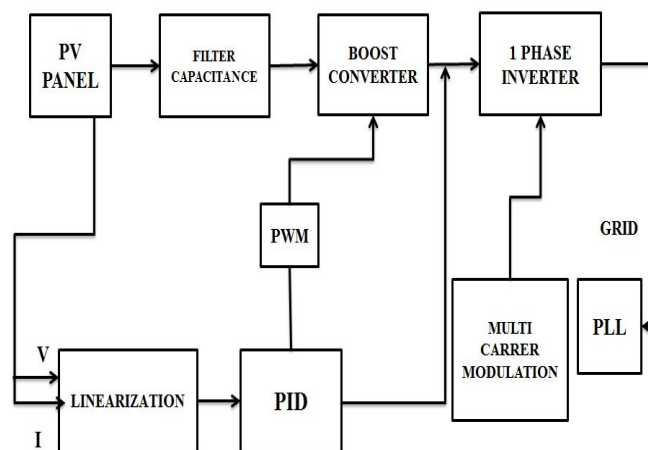 PV
PANEL
FILTER
CAPACITANCE
BOOST
CONVERTER
1 PHASE
INVERTER
PWM
GRID
MULTI
CARRER
MODULATION
PLL
V
LINEARIZATION
I
PID